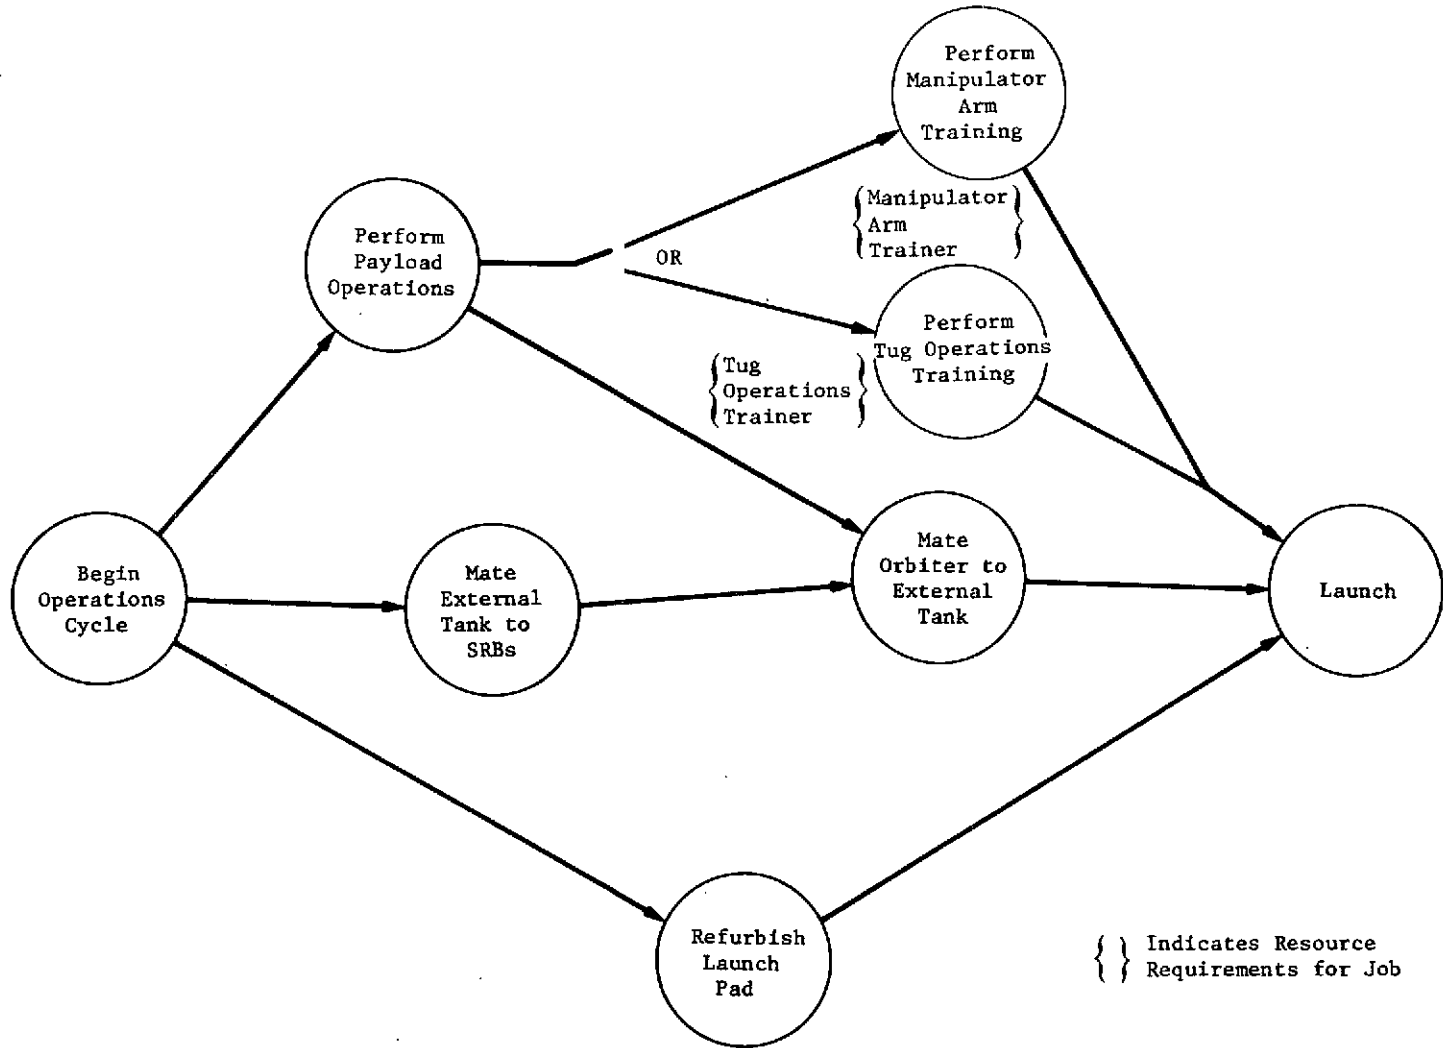 Perform
Manipulator
Arm
Training
{Manipulator
Arm
Trainer}
Perform
Payload
Operations
OR
Perform
Tug Operations
Training
{Tug
Operations
Trainer}
Begin
Operations
Cycle
Mate
External
Tank to
SRBs
Mate
Orbiter to
External
Tank
Launch
Refurbish
Launch
Pad
{ } Indicates Resource
Requirements for Job